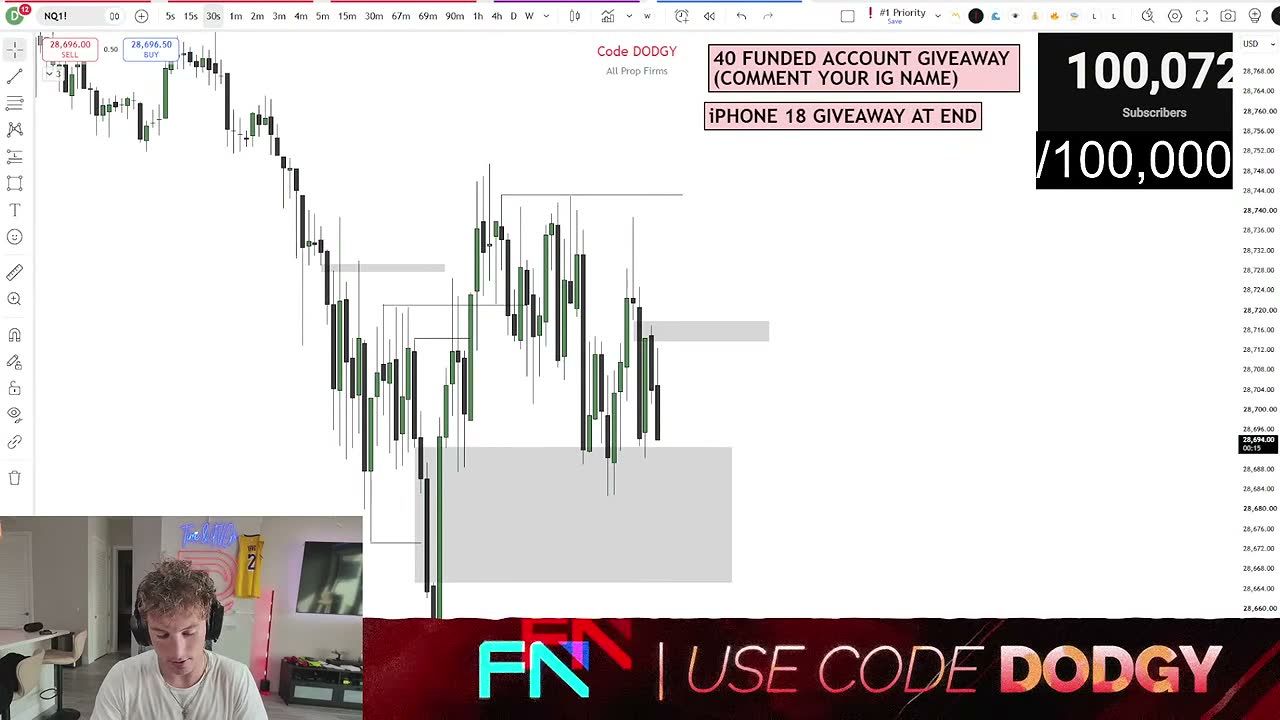 D 12
NQ1!
5s 15s 30s 1m 2m 3m 4m 5m 15m 30m 67m 69m 90m 1h 4h D W
W
#1 Priority
Save
L L
28,696.00
SELL
0.50
28,696.50
BUY
3
Code DODGY
All Prop Firms
40 FUNDED ACCOUNT GIVEAWAY
(COMMENT YOUR IG NAME)
iPHONE 18 GIVEAWAY AT END
100,072
Subscribers
/100,000
USD
28,768.00
28,764.00
28,760.00
28,756.00
28,752.00
28,748.00
28,744.00
28,740.00
28,736.00
28,732.00
28,728.00
28,724.00
28,720.00
28,716.00
28,712.00
28,708.00
28,704.00
28,700.00
28,696.00
28,694.00
00:15
28,688.00
28,684.00
28,680.00
28,676.00
28,672.00
28,668.00
28,664.00
28,660.00
2
FN | USE CODE DODGY